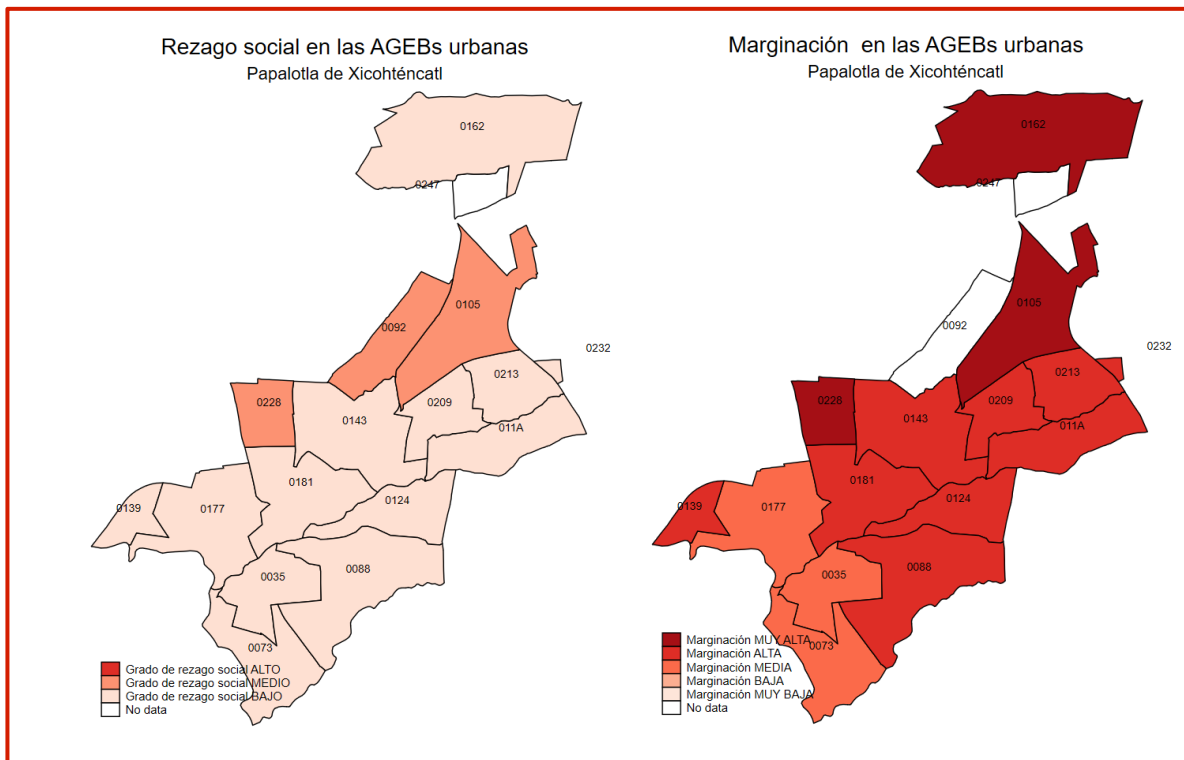 Rezago social en las AGEBs urbanas
Papalotla de Xicohténcatl
0162
0247
0105
0092
0232
0213
0228
0209
0143
011A
0181
0124
0139
0177
0035
0088
0073
Grado de rezago social ALTO
Grado de rezago social MEDIO
Grado de rezago social BAJO
No data
Marginación en las AGEBs urbanas
Papalotla de Xicohténcatl
0162
0247
0105
0092
0232
0213
0228
0209
0143
011A
0181
0124
0139
0177
0035
0088
0073
Marginación MUY ALTA
Marginación ALTA
Marginación MEDIA
Marginación BAJA
Marginación MUY BAJA
No data